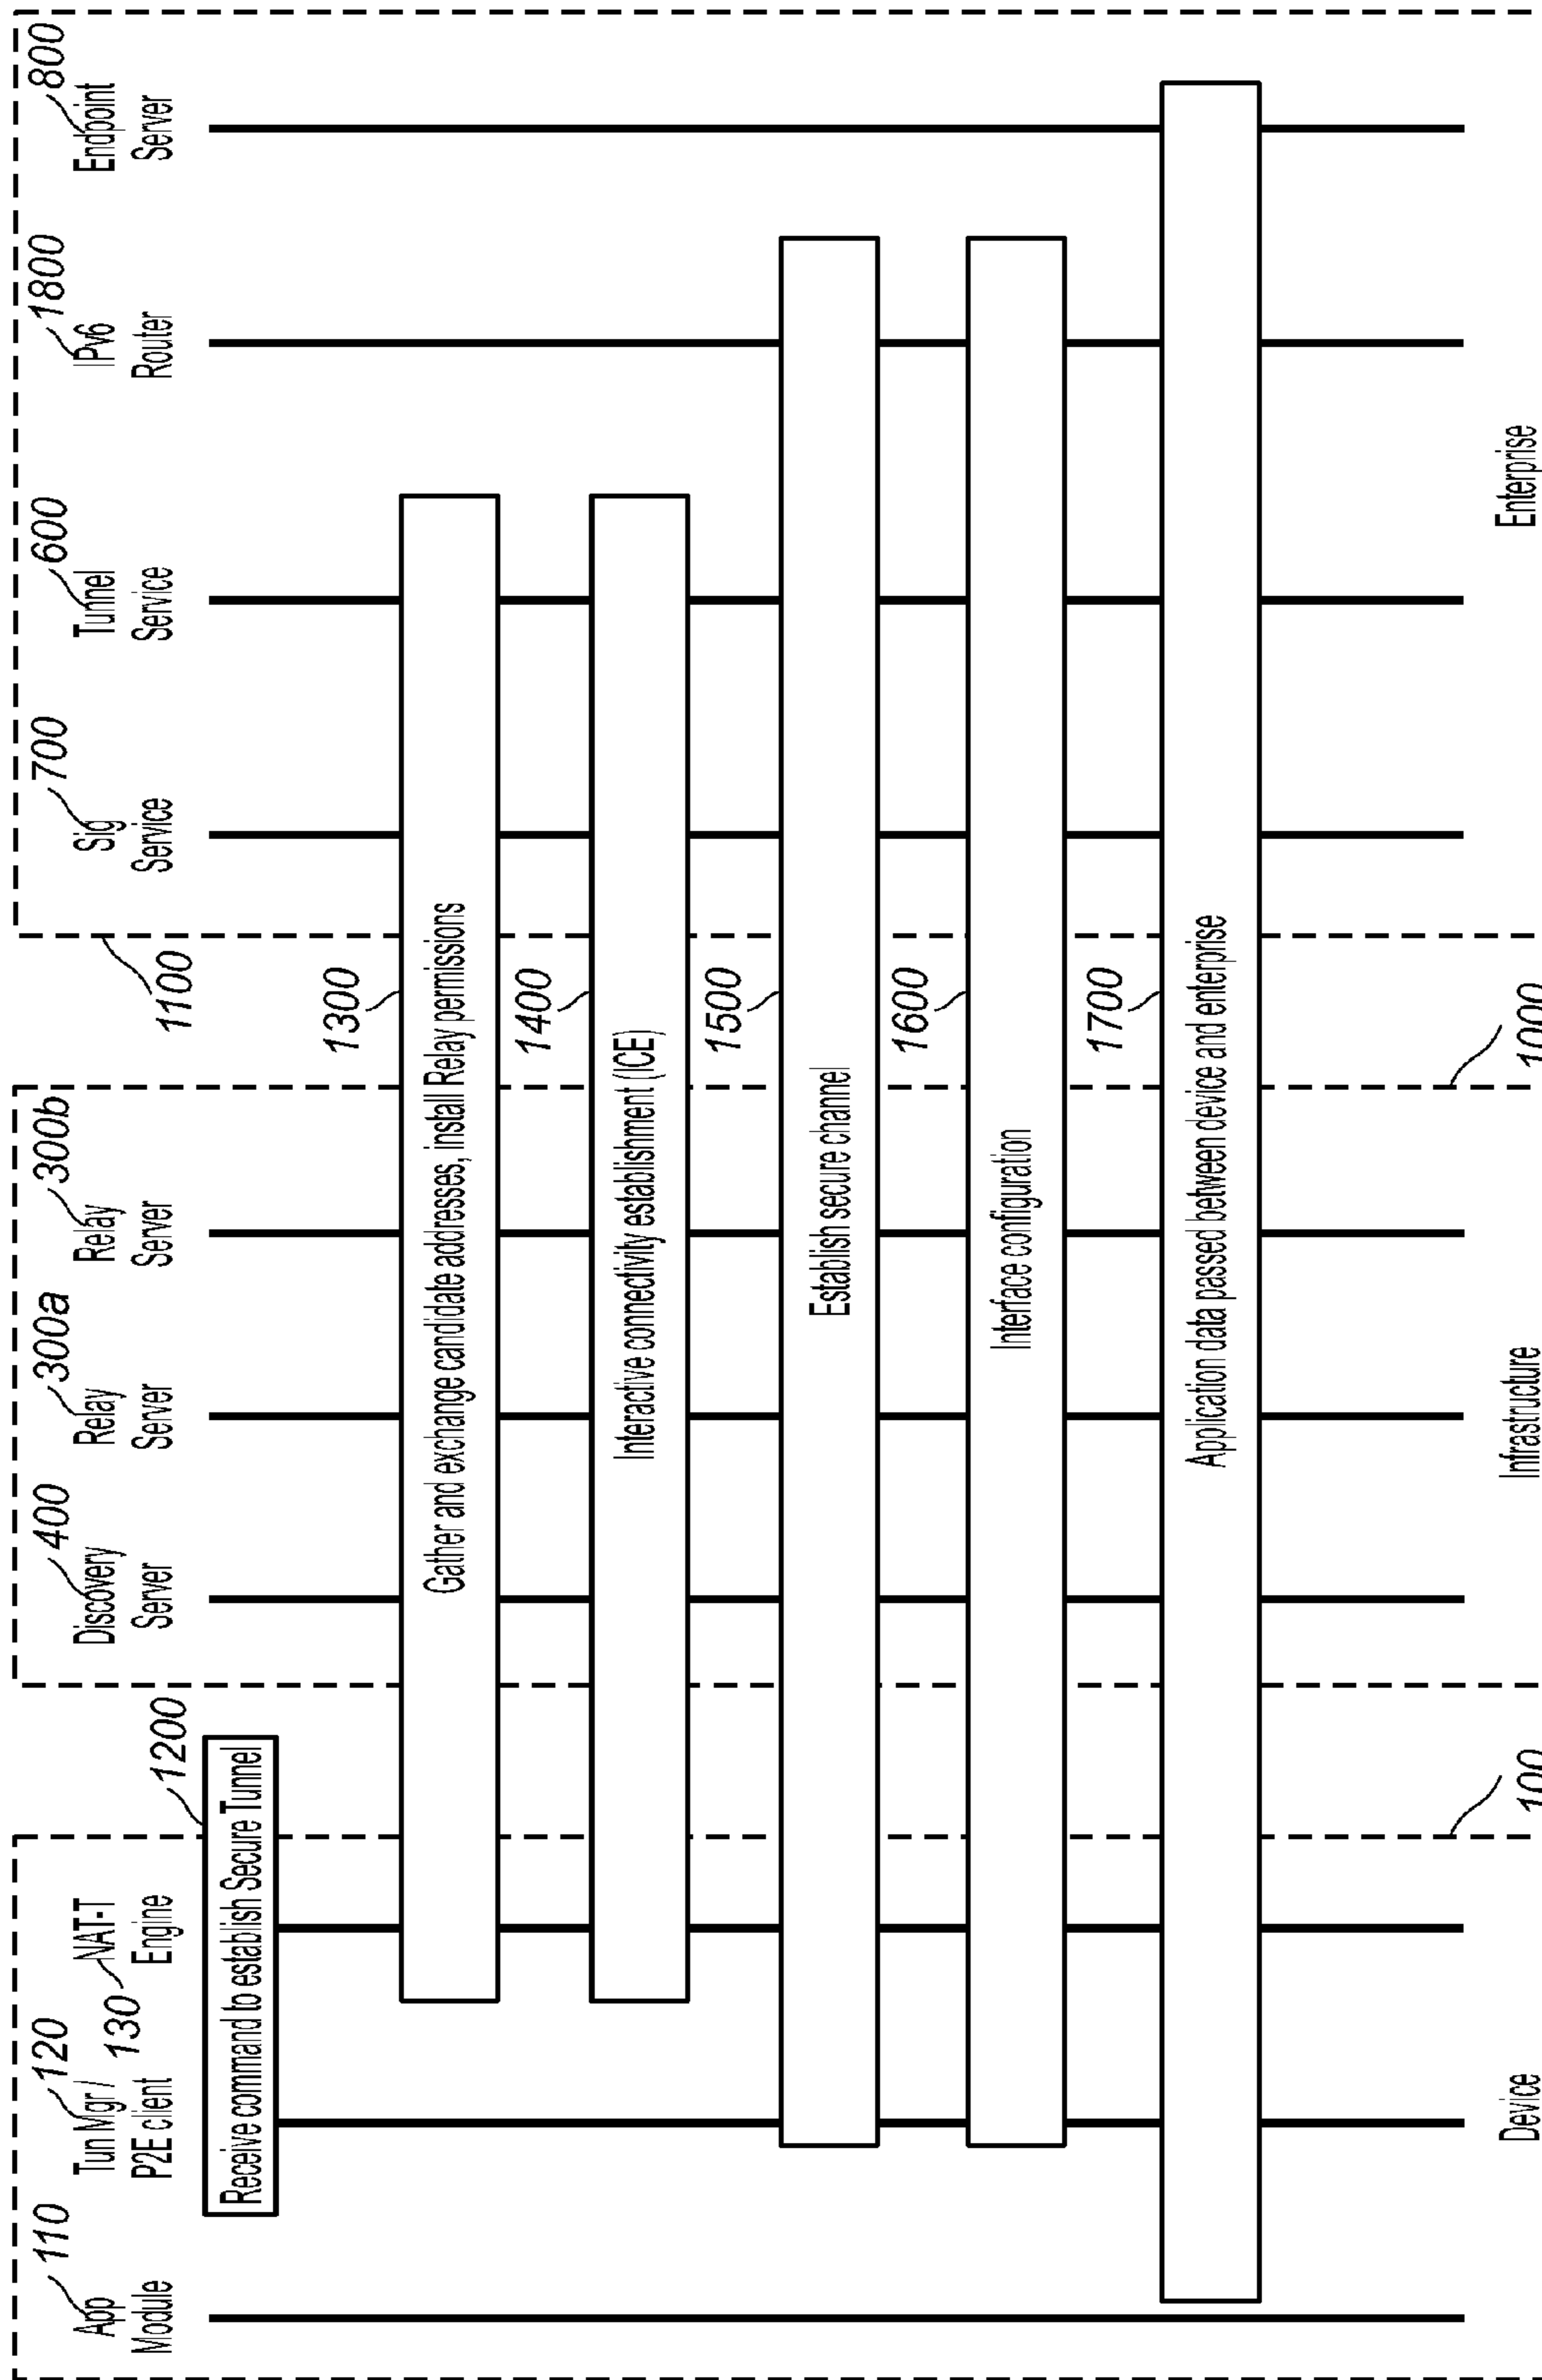 110
App
Module
120
Tun Mgr /
P2E client
130
NAT-T
Engine
400
Discovery
Server
300a
Relay
Server
300b
Relay
Server
700
Sig
Service
600
Tunnel
Service
1800
IPv6
Router
800
Endpoint
Server
1100
1200
Receive command to establish Secure Tunnel
1300
Gather and exchange candidate addresses, install Relay permissions
1400
Interactive connectivity establishment (ICE)
1500
Establish secure channel
1600
Interface configuration
1700
Application data passed between device and enterprise
100
1000
Device
Infrastructure
Enterprise